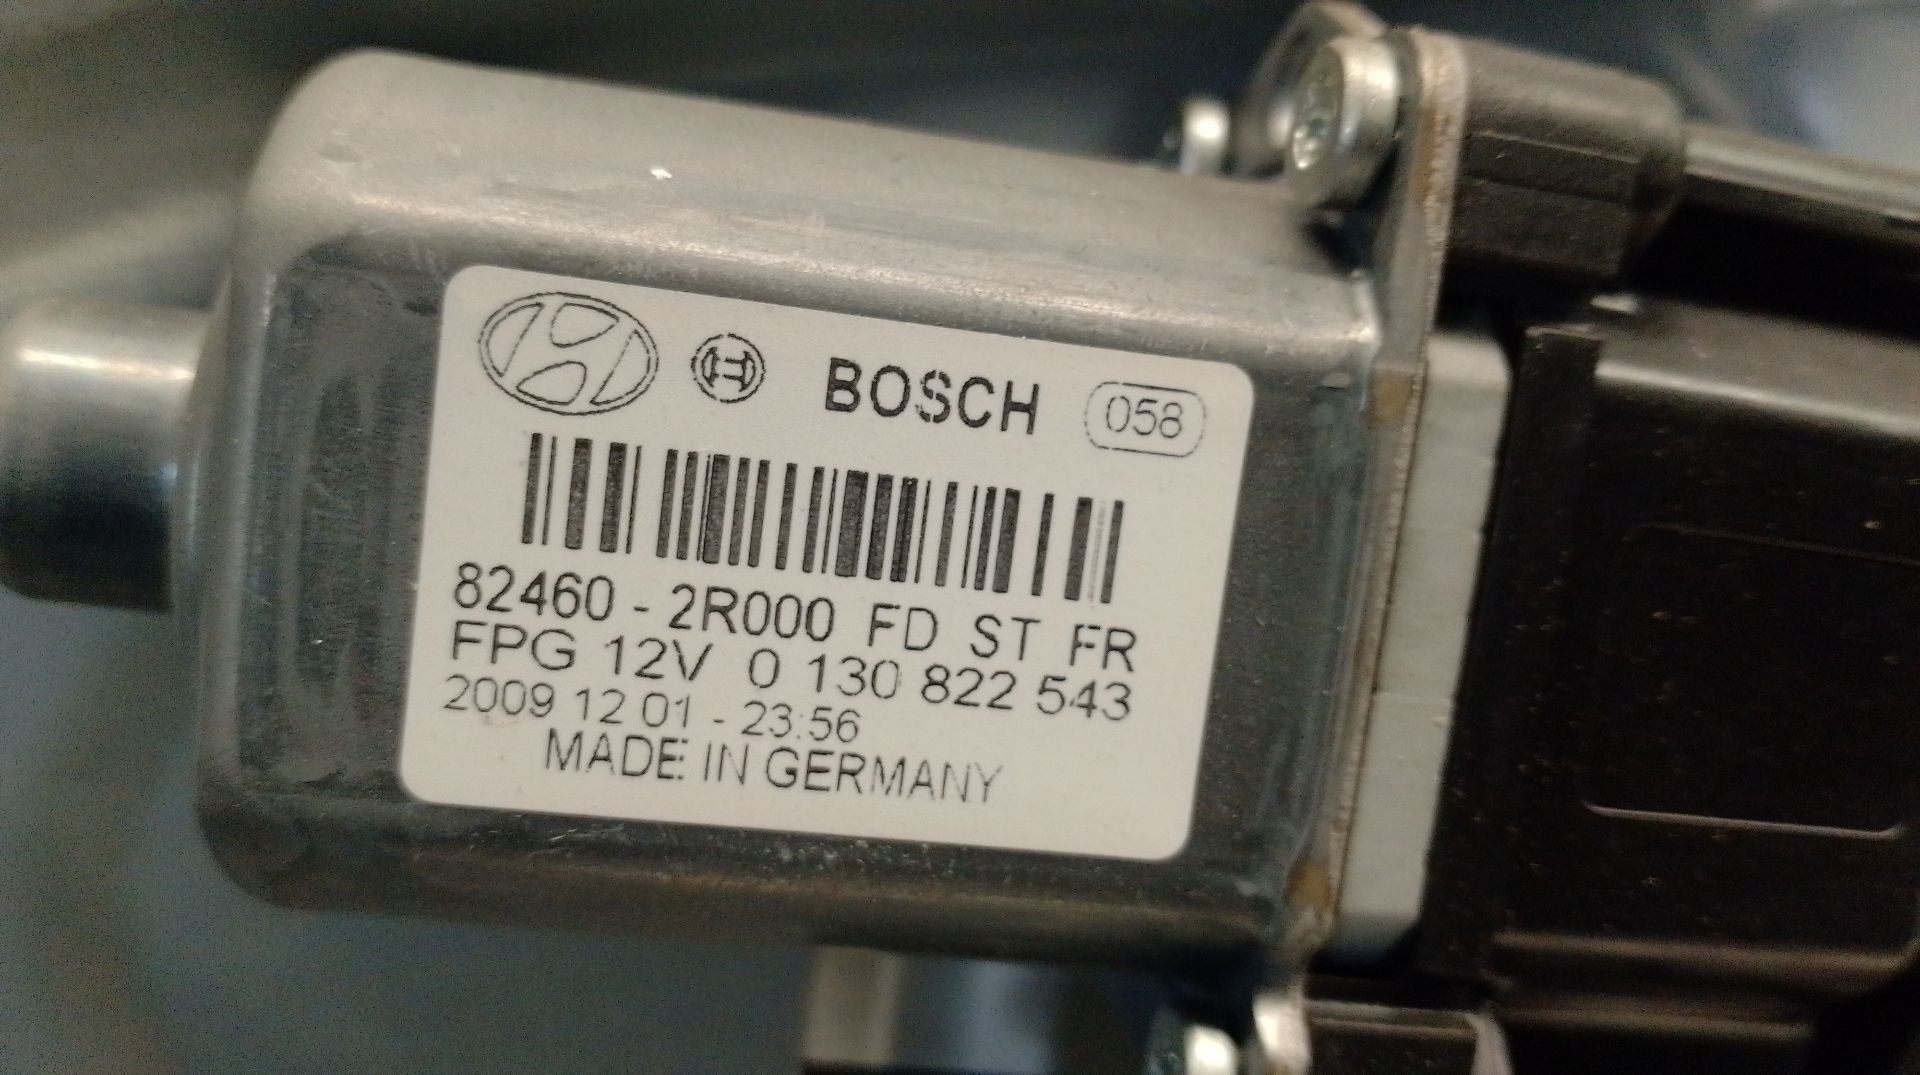 BOSCH 058
82460 - 2R000 FD ST FR
FPG 12V 0 130 822 543
2009 12 01 - 23:56
MADE IN GERMANY